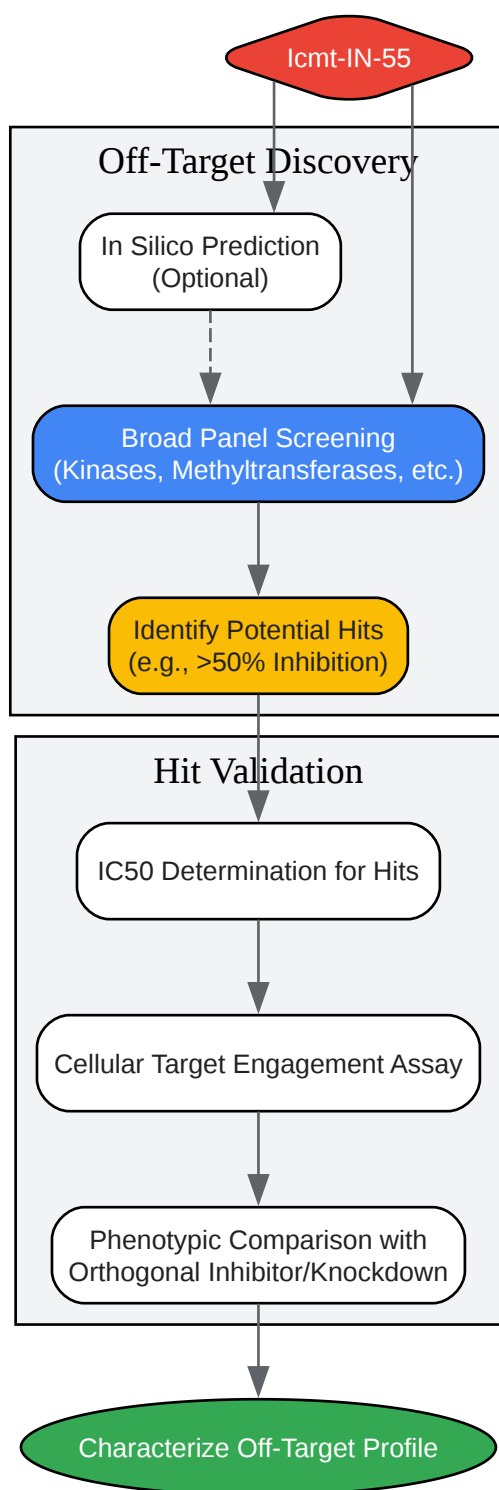 Icmt-IN-55
Off-Target Discovery
In Silico Prediction
(Optional)
Broad Panel Screening
(Kinases, Methyltransferases, etc.)
Identify Potential Hits
(e.g., >50% Inhibition)
Hit Validation
IC50 Determination for Hits
Cellular Target Engagement Assay
Phenotypic Comparison with
Orthogonal Inhibitor/Knockdown
Characterize Off-Target Profile